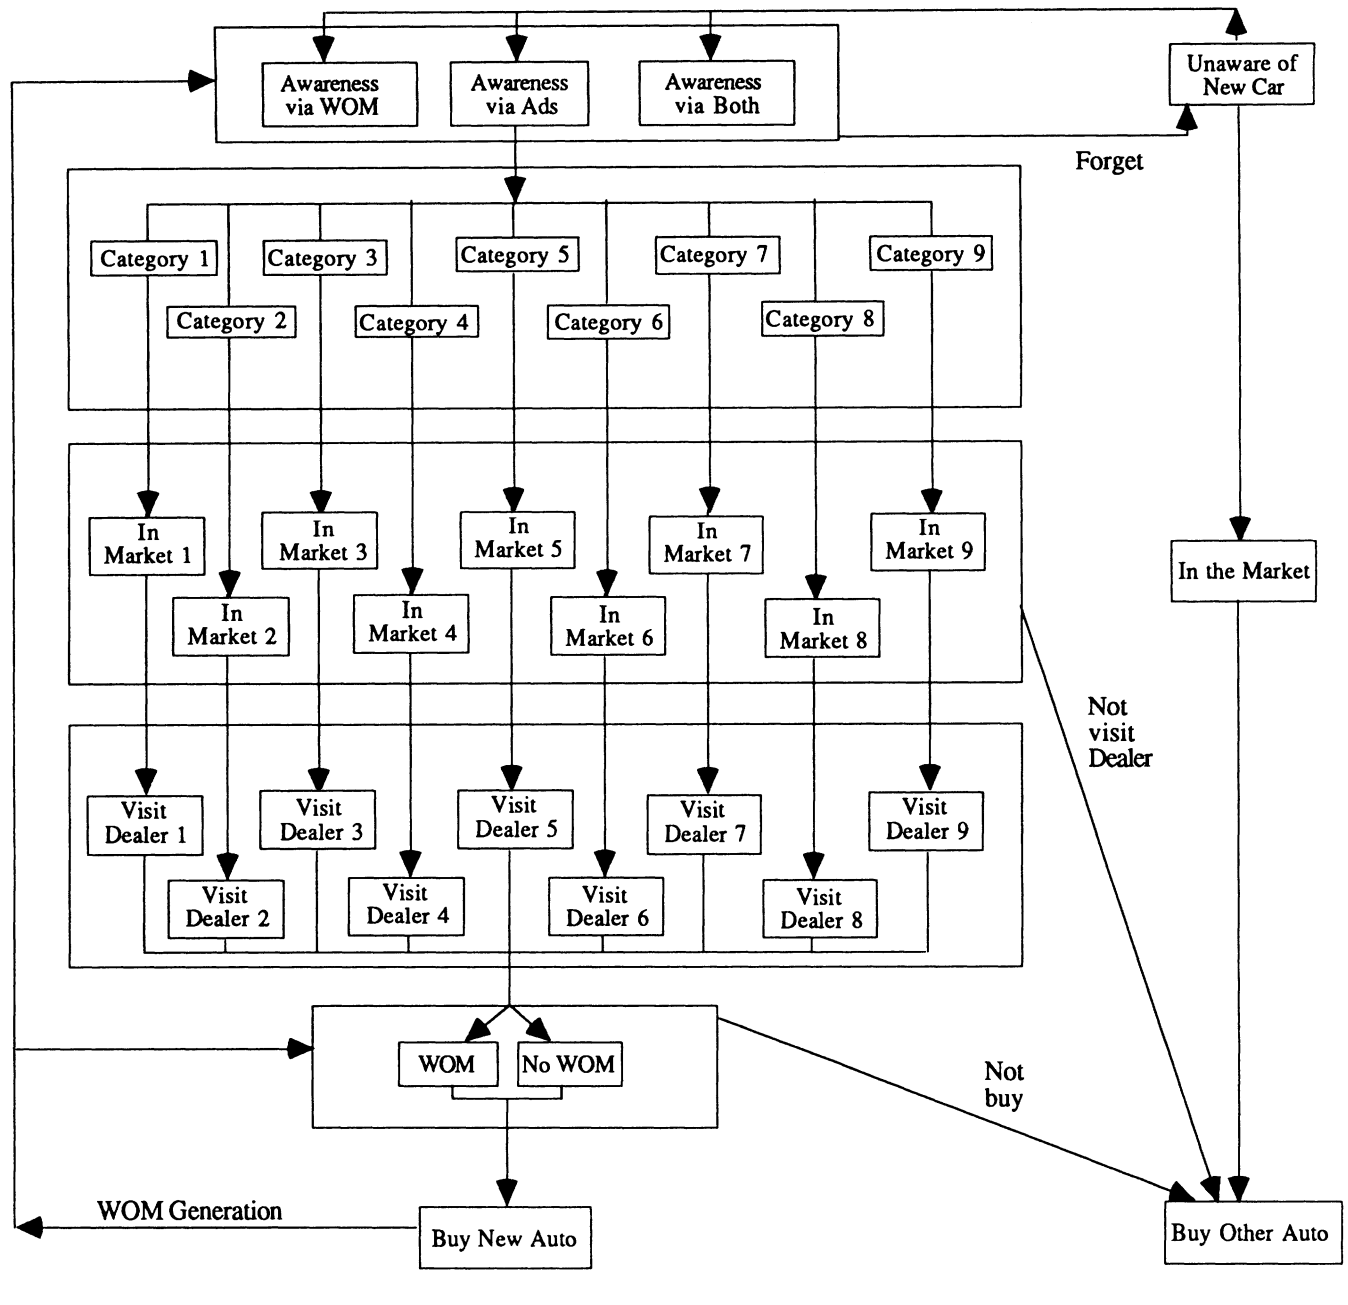 Awareness
via WOM
Awareness
via Ads
Awareness
via Both
Unaware of
New Car
Forget
Category 1
Category 3
Category 5
Category 7
Category 9
Category 2
Category 4
Category 6
Category 8
In
Market 1
In
Market 3
In
Market 5
In
Market 7
In
Market 9
In the Market
In
Market 2
In
Market 4
In
Market 6
In
Market 8
Not
visit
Dealer
Visit
Dealer 1
Visit
Dealer 3
Visit
Dealer 5
Visit
Dealer 7
Visit
Dealer 9
Visit
Dealer 2
Visit
Dealer 4
Visit
Dealer 6
Visit
Dealer 8
WOM
No WOM
Not
buy
WOM Generation
Buy New Auto
Buy Other Auto